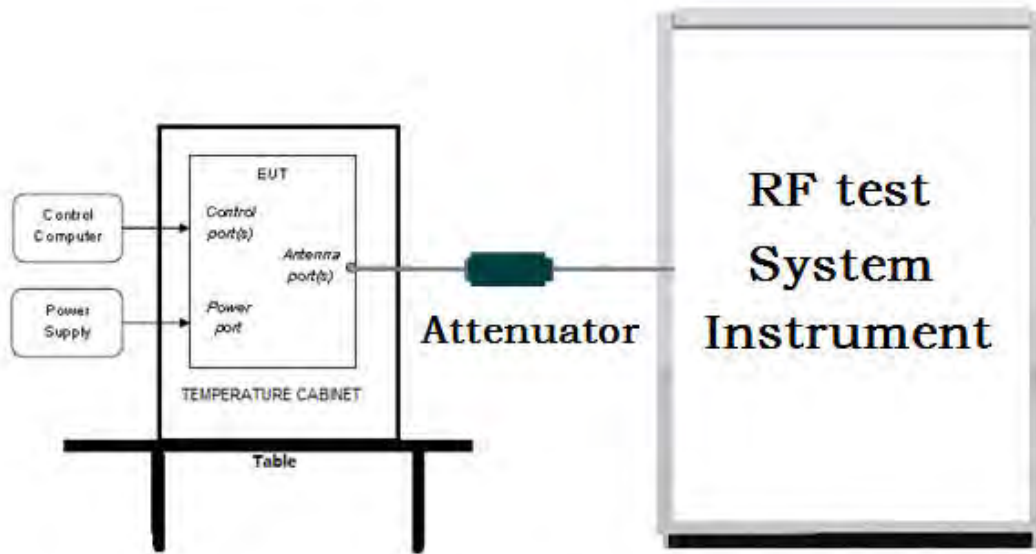 Control
Computer
Power
Supply
EUT
Control
port(s)
Antenna
port(s)
Power
port
TEMPERATURE CABINET
Table
Attenuator
RF test
System
Instrument